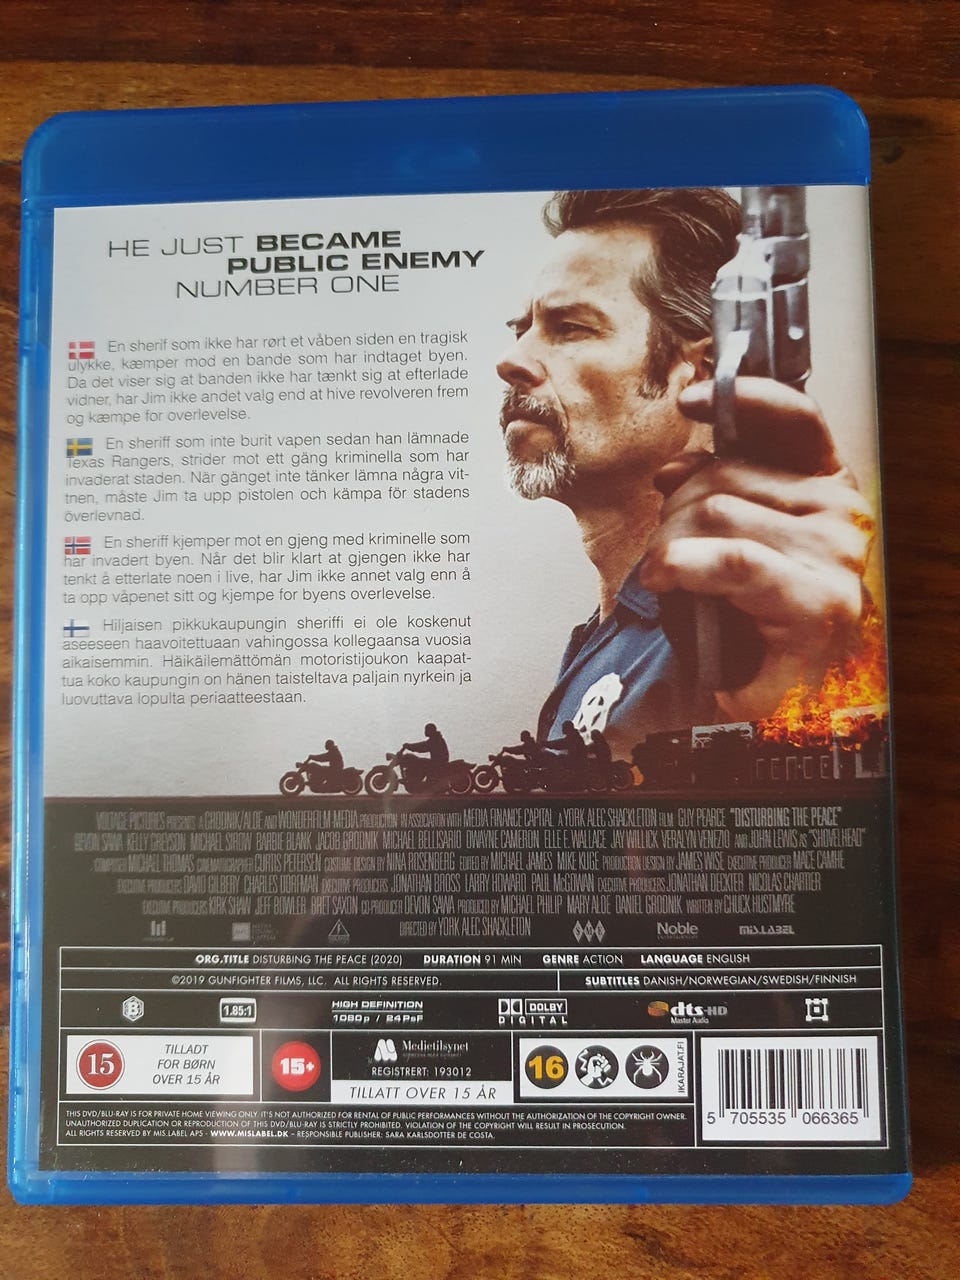 HE JUST BECAME
PUBLIC ENEMY
NUMBER ONE
En sherif som ikke har rørt et våben siden en tragisk
ulykke, kæmper mod en bande som har indtaget byen.
Da det viser sig at banden ikke har tænkt sig at efterlade
vidner, har Jim ikke andet valg end at hive revolveren frem
og kæmpe for overlevelse.
En sheriff som inte burit vapen sedan han lämnade
Texas Rangers, strider mot ett gäng kriminella som har
invaderat staden. När gänget inte tänker lämna några vit-
tnen, måste Jim ta upp pistolen och kämpa för stadens
överlevnad.
En sheriff kjemper mot en gjeng med kriminelle som
har invadert byen. Når det blir klart at gjengen ikke har
tenkt å etterlate noen i live, har Jim ikke annet valg enn å
ta opp våpenet sitt og kjempe for byens overlevelse.
Hiljaisen pikkukaupungin sheriffi ei ole koskenut
aseeseen haavoitettuaan vahingossa kollegaansa vuosia
aikaisemmin. Häikäilemättömän motoristijoukon kaapat-
tua koko kaupungin on hänen taisteltava paljain nyrkein ja
luovuttava lopulta periaatteestaan.
VOLTAGE PICTURES PRESENTS A GRODNIK/ALOE AND WONDERFILM MEDIA PRODUCTION IN ASSOCIATION WITH MEDIA FINANCE CAPITAL A YORK ALEC SHACKLETON FILM GUY PEARCE "DISTURBING THE PEACE"
DEVON SAWA KELLY GREYSON MICHAEL SIROW BARBIE BLANK JACOB GRODNIK MICHAEL BELLISARIO DWAYNE CAMERON ELLE E. WALLACE JAY WILLICK VERALYN VENEZIO AND JOHN LEWIS AS "SHOVELHEAD"
COMPOSER MICHAEL THOMAS CINEMATOGRAPHER CURTIS PETERSEN COSTUME DESIGN BY NINA ROSENBERG EDITED BY MICHAEL JAMES MIKE KUGE PRODUCTION DESIGN BY JAMES WISE EXECUTIVE PRODUCER MACE CAMHE
EXECUTIVE PRODUCERS DAVID GILBERY CHARLES DORFMAN EXECUTIVE PRODUCERS JONATHAN BROSS LARRY HOWARD PAUL McGOWAN EXECUTIVE PRODUCERS JONATHAN DECKTER NICOLAS CHARTIER
EXECUTIVE PRODUCERS KIRK SHAW JEFF BOWLER BRET SAXON CO-PRODUCER DEVON SAWA PRODUCED BY MICHAEL PHILIP MARY ALOE DANIEL GRODNIK WRITTEN BY CHUCK HUSTMYRE
DIRECTED BY YORK ALEC SHACKLETON
Noble MIS.LABEL
ORG.TITLE DISTURBING THE PEACE (2020) DURATION 91 MIN GENRE ACTION LANGUAGE ENGLISH
©2019 GUNFIGHTER FILMS, LLC. ALL RIGHTS RESERVED. SUBTITLES DANISH/NORWEGIAN/SWEDISH/FINNISH
B 1.85:1 HIGH DEFINITION 1080p / 24PsF DOLBY DIGITAL dts-HD Master Audio
15 TILLADT
FOR BØRN
OVER 15 ÅR
15+
Medietilsynet
REGISTRERT: 193012
TILLATT OVER 15 ÅR
16
IKARAJAT.FI
5 705535 066365
THIS DVD/BLU-RAY IS FOR PRIVATE HOME VIEWING ONLY. IT'S NOT AUTHORIZED FOR RENTAL OF PUBLIC PERFORMANCES WITHOUT THE AUTHORIZATION OF THE COPYRIGHT OWNER.
UNAUTHORIZED DUPLICATION OR REPRODUCTION OF THIS DVD/BLU-RAY IS STRICTLY PROHIBITED. VIOLATION OF THE COPYRIGHT WILL RESULT IN PROSECUTION.
ALL RIGHTS RESERVED BY MIS.LABEL APS - WWW.MISLABEL.DK - RESPONSIBLE PUBLISHER: SARA KARLSDOTTER DE COSTA.